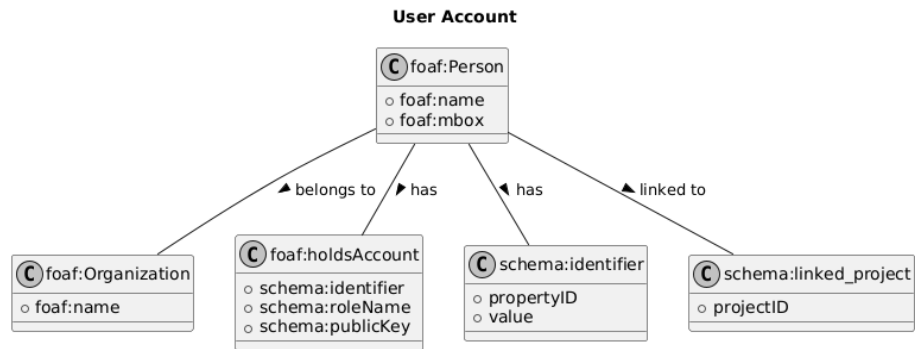 User Account
C foaf:Person
foaf:name
foaf:mbox
belongs to
has
has
linked to
C foaf:Organization
foaf:name
C foaf:holdsAccount
schema:identifier
schema:roleName
schema:publicKey
C schema:identifier
propertyID
value
C schema:linked_project
projectID